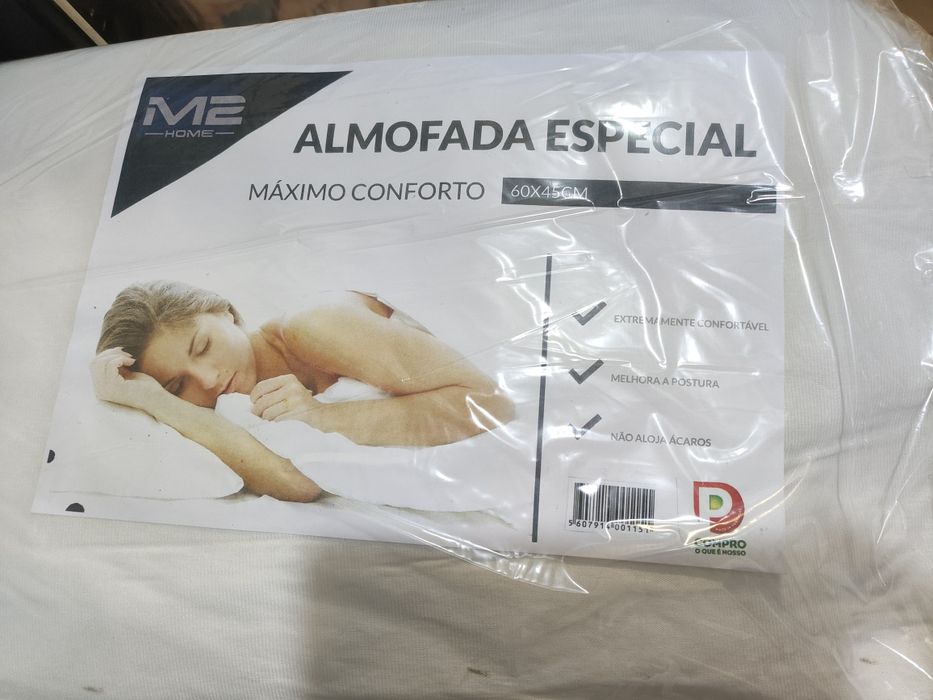 M2
HOME
ALMOFADA ESPECIAL
MÁXIMO CONFORTO
60X45CM
EXTREMAMENTE CONFORTÁVEL
MELHORA A POSTURA
NÃO ALOJA ÁCAROS
COMPRO
O QUE É NOSSO